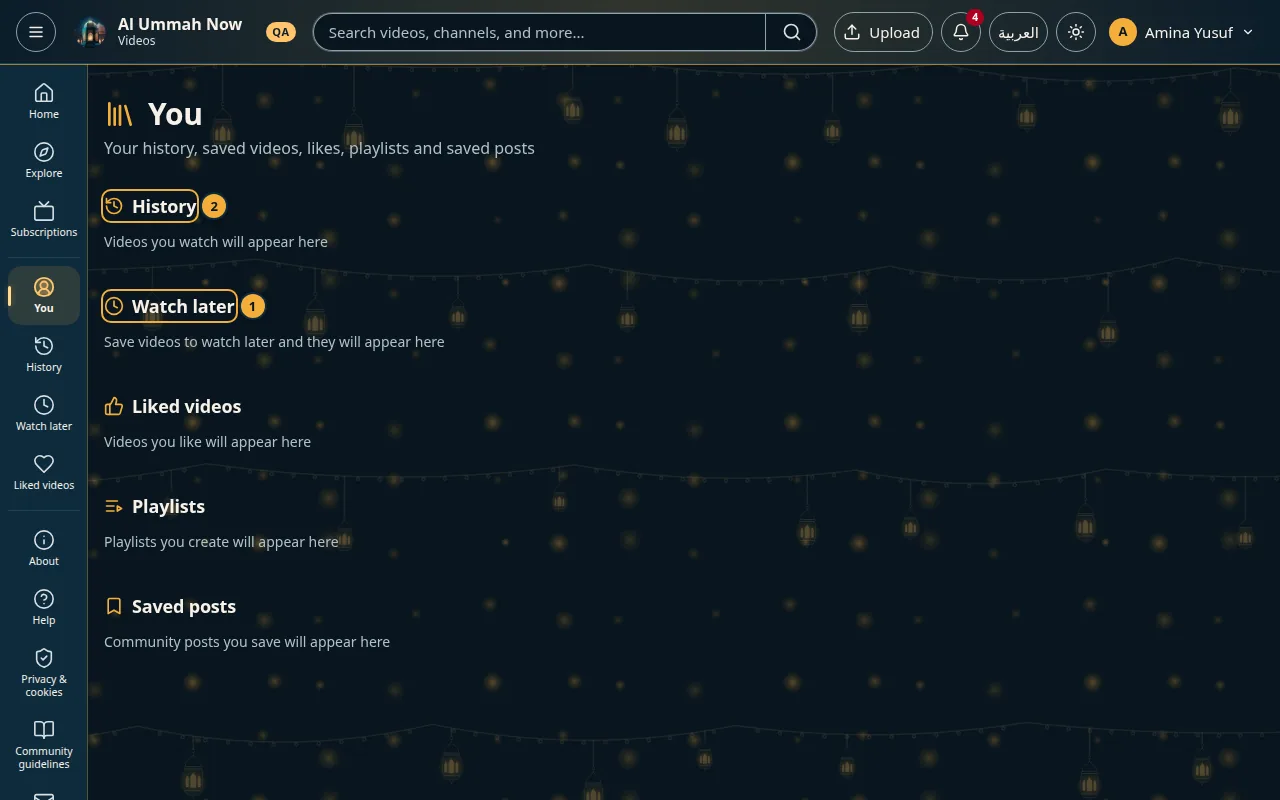 Al Ummah Now
Videos
QA
Search videos, channels, and more...
Upload
4
العربية
A
Amina Yusuf
Home
Explore
Subscriptions
You
History
Watch later
Liked videos
About
Help
Privacy &
cookies
Community
guidelines
You
Your history, saved videos, likes, playlists and saved posts
History 2
Videos you watch will appear here
Watch later 1
Save videos to watch later and they will appear here
Liked videos
Videos you like will appear here
Playlists
Playlists you create will appear here
Saved posts
Community posts you save will appear here